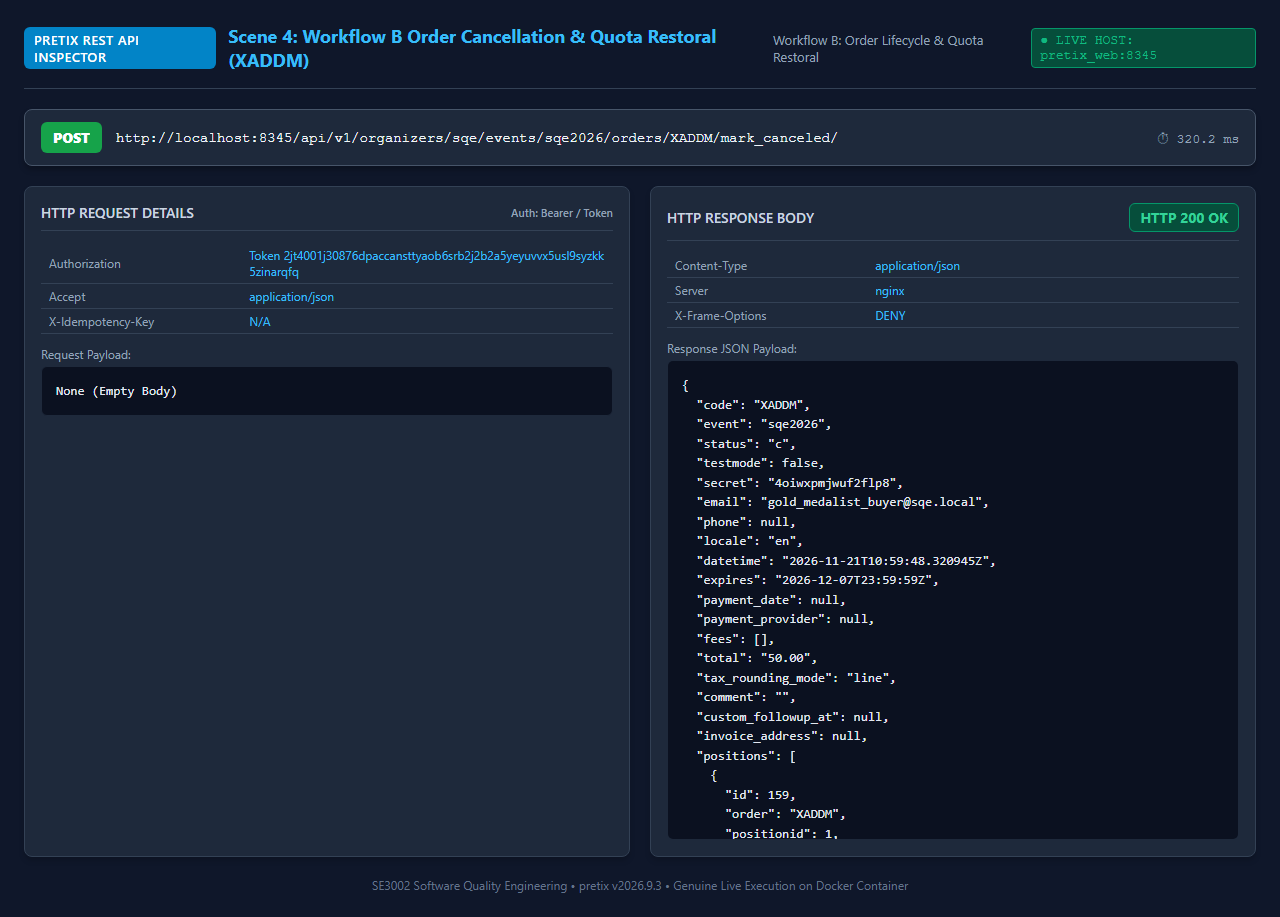 PRETIX REST API
INSPECTOR
Scene 4: Workflow B Order Cancellation & Quota Restoral
(XADDM)
Workflow B: Order Lifecycle & Quota
Restoral
● LIVE HOST:
pretix_web:8345
POST
http://localhost:8345/api/v1/organizers/sqe/events/sqe2026/orders/XADDM/mark_canceled/
⏱ 320.2 ms
HTTP REQUEST DETAILS
Auth: Bearer / Token
Authorization
Token 2jt4001j30876dpaccansttyaob6srb2j2b2a5yeyuvvx5usl9syzkk
5zinarqfq
Accept
application/json
X-Idempotency-Key
N/A
Request Payload:
None (Empty Body)
HTTP RESPONSE BODY
HTTP 200 OK
Content-Type
application/json
Server
nginx
X-Frame-Options
DENY
Response JSON Payload:
{
"code": "XADDM",
"event": "sqe2026",
"status": "c",
"testmode": false,
"secret": "4oiwxpmjwuf2flp8",
"email": "gold_medalist_buyer@sqe.local",
"phone": null,
"locale": "en",
"datetime": "2026-11-21T10:59:48.320945Z",
"expires": "2026-12-07T23:59:59Z",
"payment_date": null,
"payment_provider": null,
"fees": [],
"total": "50.00",
"tax_rounding_mode": "line",
"comment": "",
"custom_followup_at": null,
"invoice_address": null,
"positions": [
{
"id": 159,
"order": "XADDM",
"positionid": 1,
SE3002 Software Quality Engineering • pretix v2026.9.3 • Genuine Live Execution on Docker Container